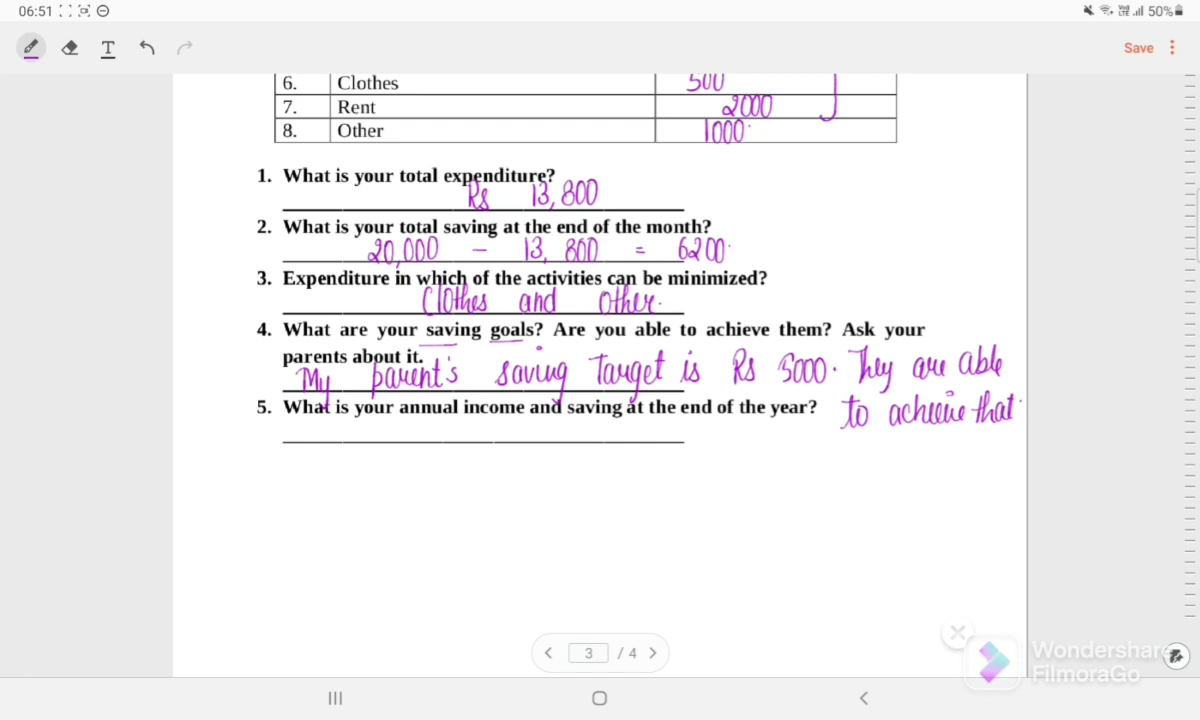 06:51 50%
T Save
6. Clothes 500
7. Rent 2000
8. Other 1000
1. What is your total expenditure?
Rs 13,800
2. What is your total saving at the end of the month?
20,000 - 13,800 = 6200
3. Expenditure in which of the activities can be minimized?
Clothes and other.
4. What are your saving goals? Are you able to achieve them? Ask your
parents about it.
My parent's saving Target is Rs 5000. They are able
5. What is your annual income and saving at the end of the year? to achieve that
3 / 4
Wondershare
FilmoraGo